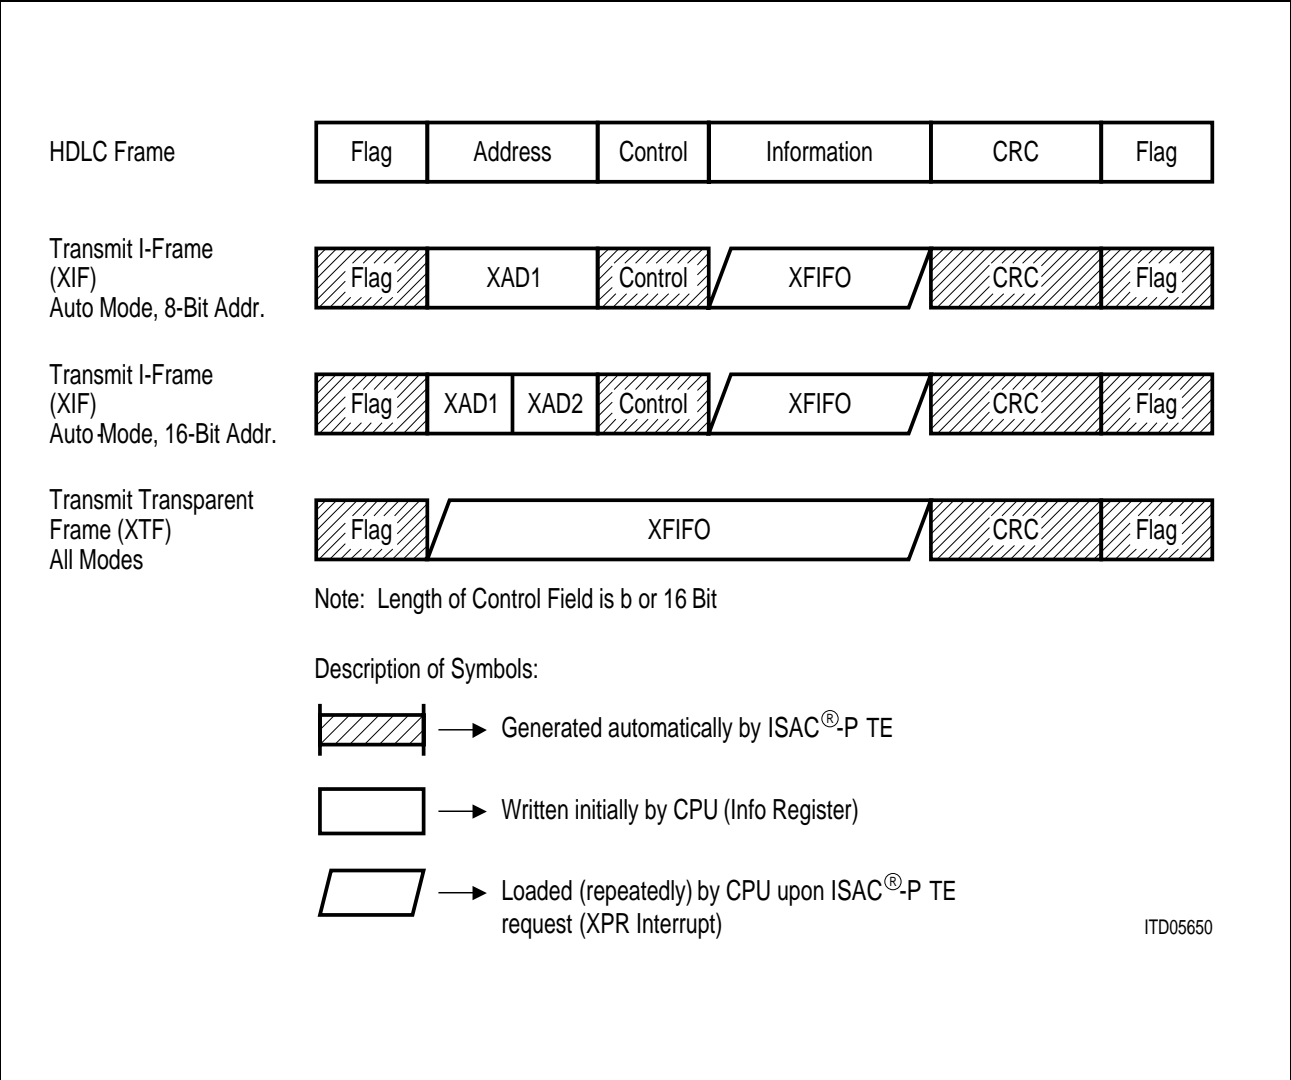 HDLC Frame Flag Address Control Information CRC Flag
Transmit I-Frame
(XIF)
Auto Mode, 8-Bit Addr.
Flag XAD1 Control XFIFO CRC Flag
Transmit I-Frame
(XIF)
Auto-Mode, 16-Bit Addr.
Flag XAD1 XAD2 Control XFIFO CRC Flag
Transmit Transparent
Frame (XTF)
All Modes
Flag XFIFO CRC Flag
Note: Length of Control Field is b or 16 Bit
Description of Symbols:
Generated automatically by ISAC®-P TE
Written initially by CPU (Info Register)
Loaded (repeatedly) by CPU upon ISAC®-P TE
request (XPR Interrupt)
ITD05650